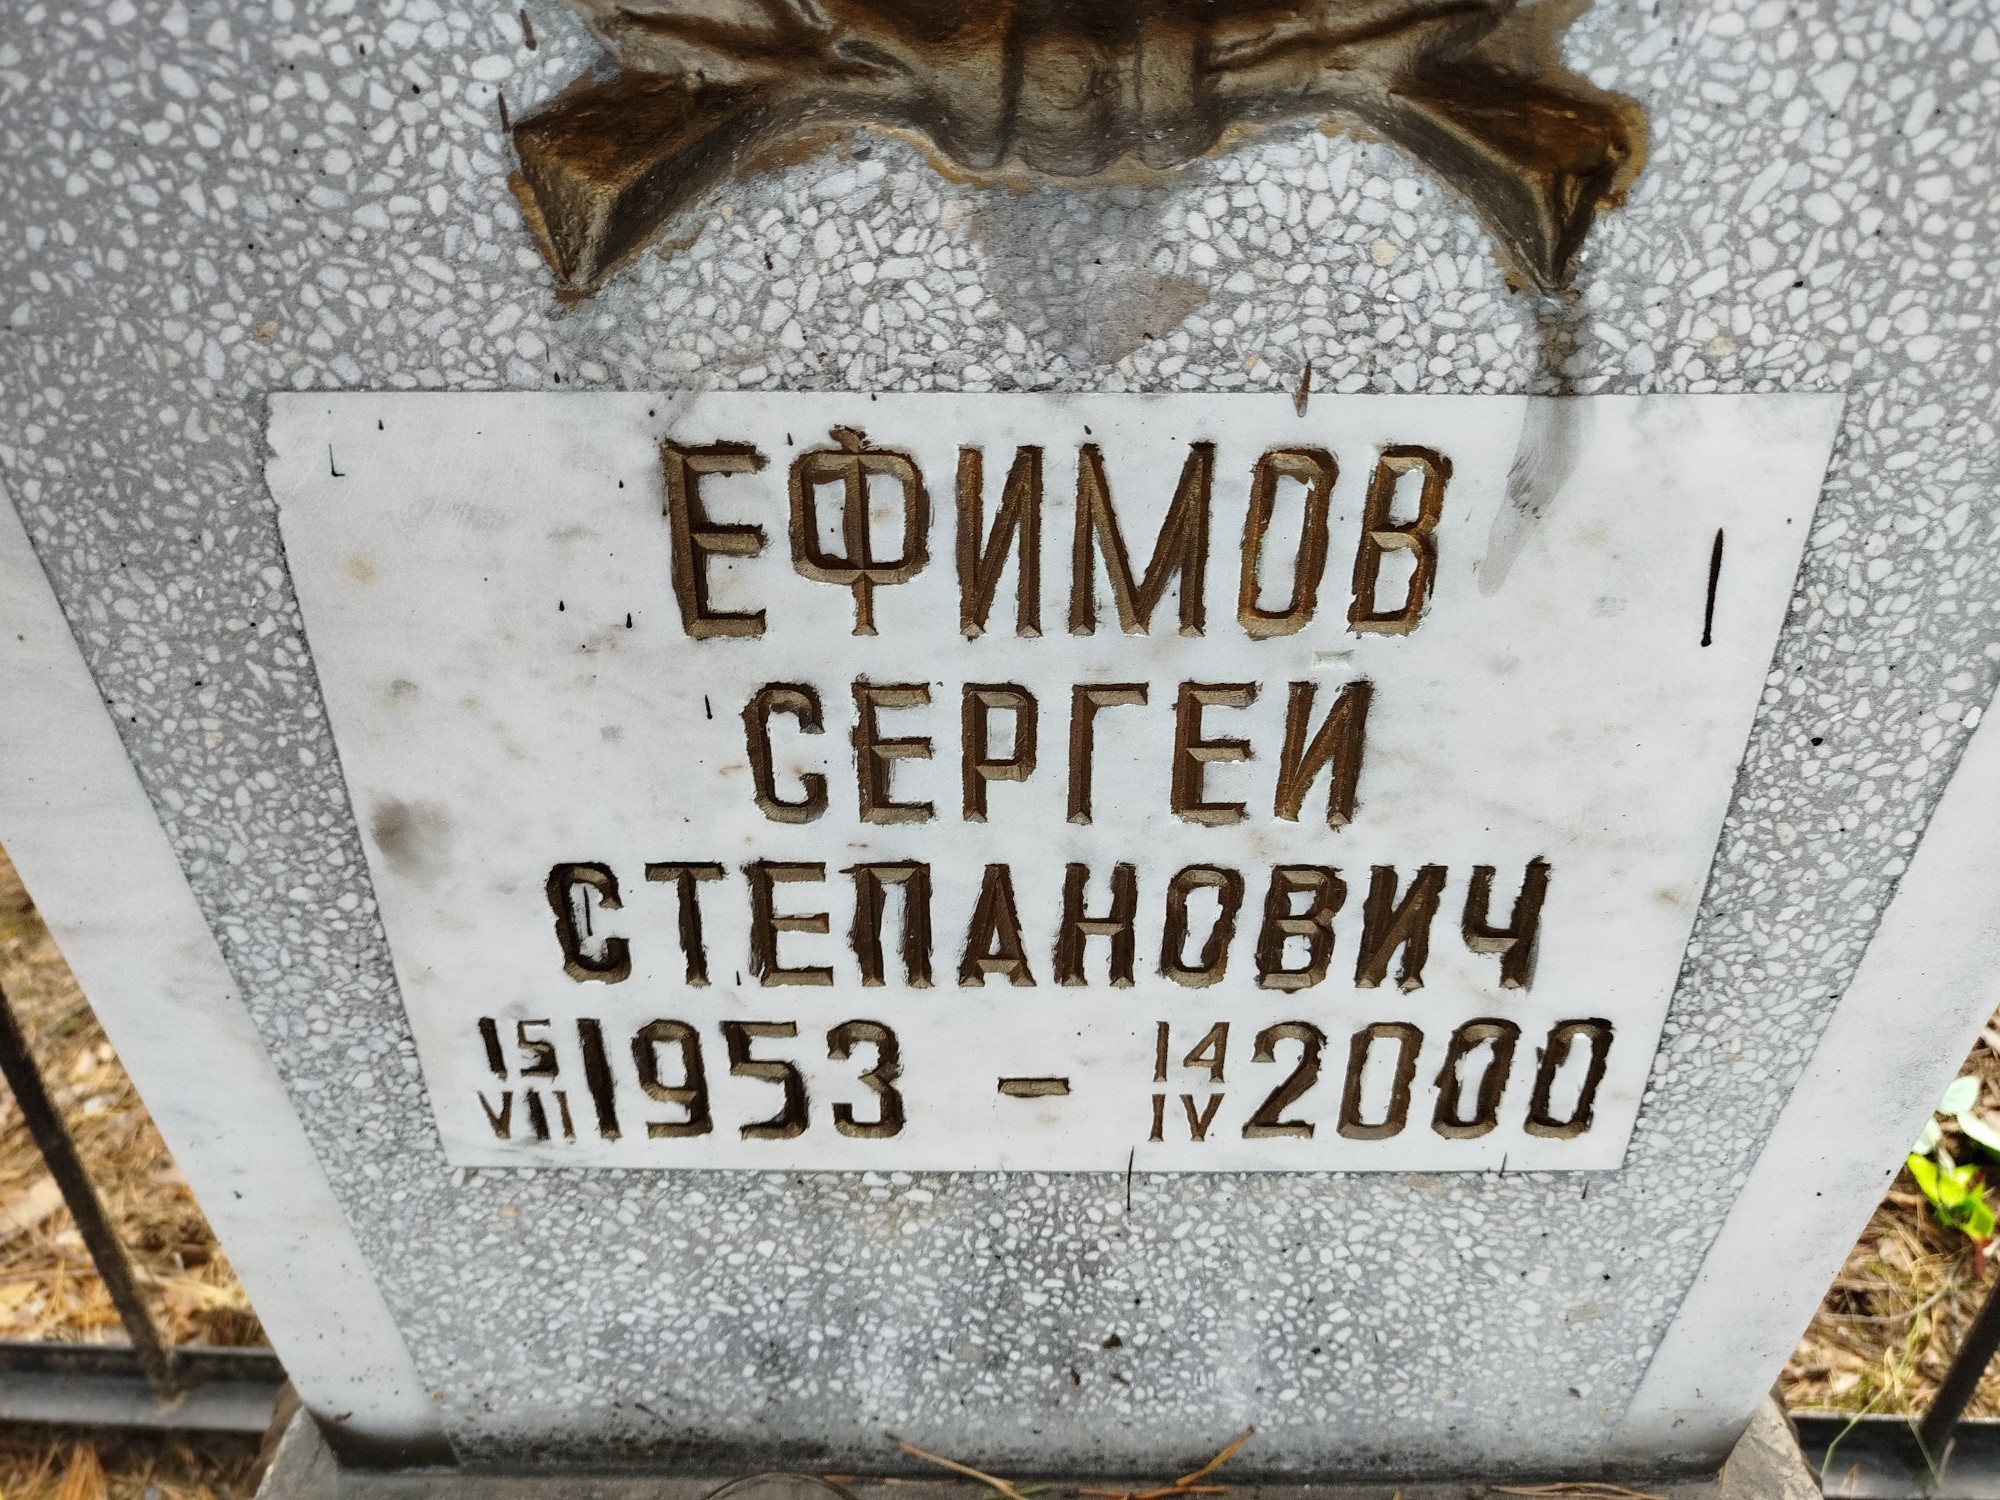 ЕФИМОВ
СЕРГЕЙ
СТЕПАНОВИЧ
15 VII 1953 - 14 IV 2000